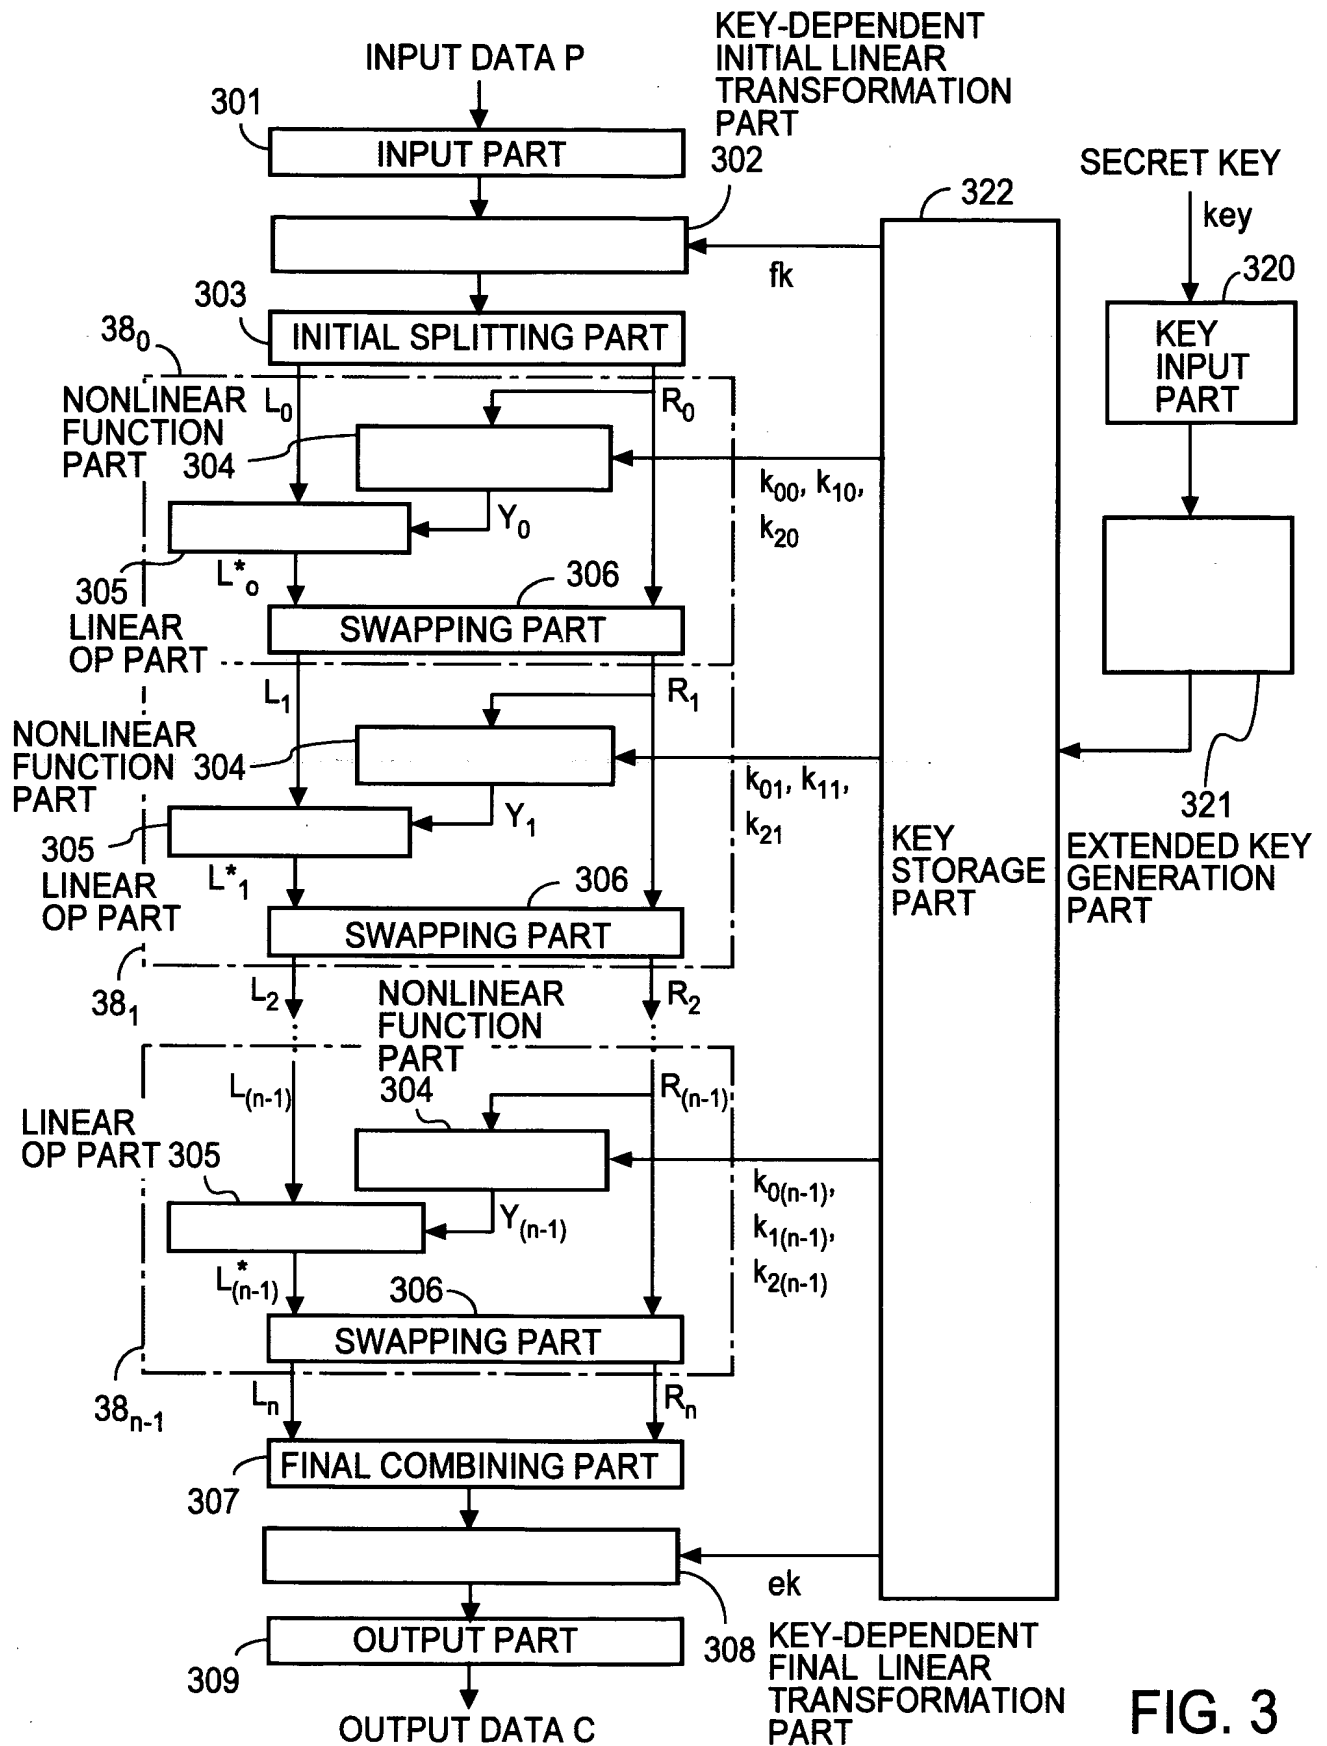 KEY-DEPENDENT
INITIAL LINEAR
TRANSFORMATION
PART
INPUT DATA P
301
302
INPUT PART
SECRET KEY
322
key
fk
320
303
38₀
INITIAL SPLITTING PART
KEY
INPUT
PART
NONLINEAR
FUNCTION
PART
L₀
R₀
304
k₀₀, k₁₀,
k₂₀
Y₀
305
L*₀
306
LINEAR
OP PART
SWAPPING PART
L₁
R₁
NONLINEAR
FUNCTION
PART
304
k₀₁, k₁₁,
k₂₁
Y₁
321
305
L*₁
LINEAR
OP PART
306
KEY
STORAGE
PART
EXTENDED KEY
GENERATION
PART
SWAPPING PART
38₁
L₂
R₂
NONLINEAR
FUNCTION
PART
304
L₍ₙ₋₁₎
R₍ₙ₋₁₎
LINEAR
OP PART
305
k₀₍ₙ₋₁₎,
k₁₍ₙ₋₁₎,
k₂₍ₙ₋₁₎
Y₍ₙ₋₁₎
L*₍ₙ₋₁₎
306
SWAPPING PART
38ₙ₋₁
Lₙ
Rₙ
FINAL COMBINING PART
307
ek
308
OUTPUT PART
309
KEY-DEPENDENT
FINAL LINEAR
TRANSFORMATION
PART
OUTPUT DATA C
FIG. 3